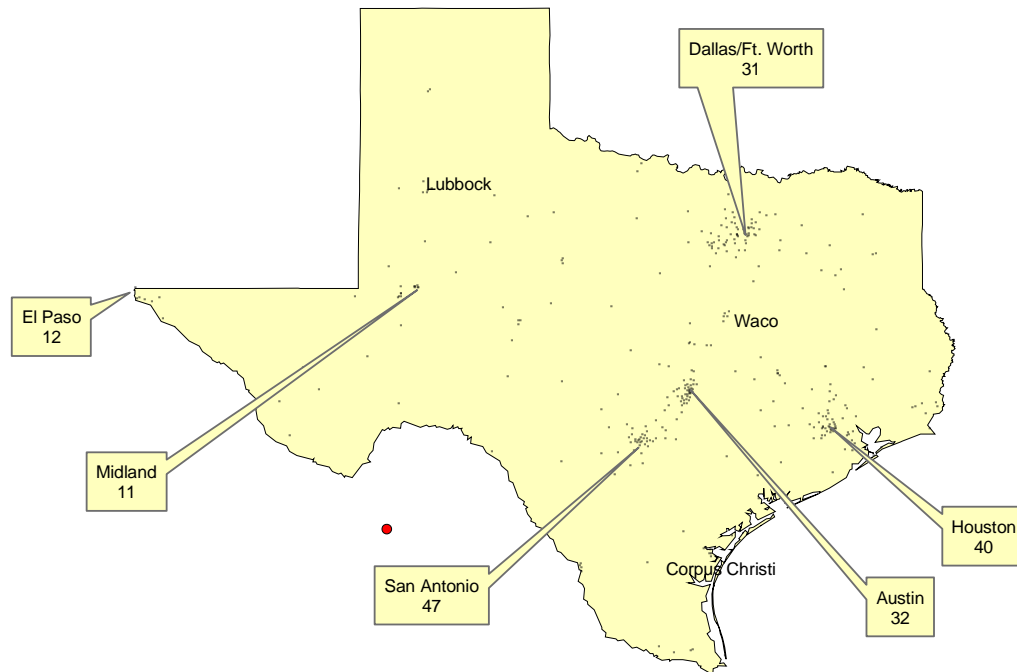 Dallas/Ft. Worth
31
Lubbock
El Paso
12
Waco
Midland
11
Houston
40
Corpus Christi
San Antonio
47
Austin
32